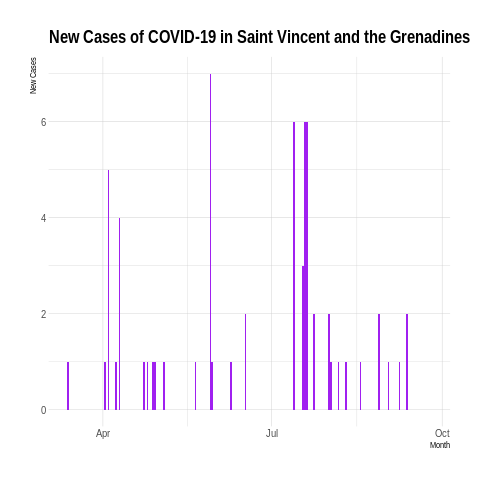 New Cases of COVID-19 in Saint Vincent and the Grenadines
New Cases
6
4
2
0
Apr
Jul
Oct
Month